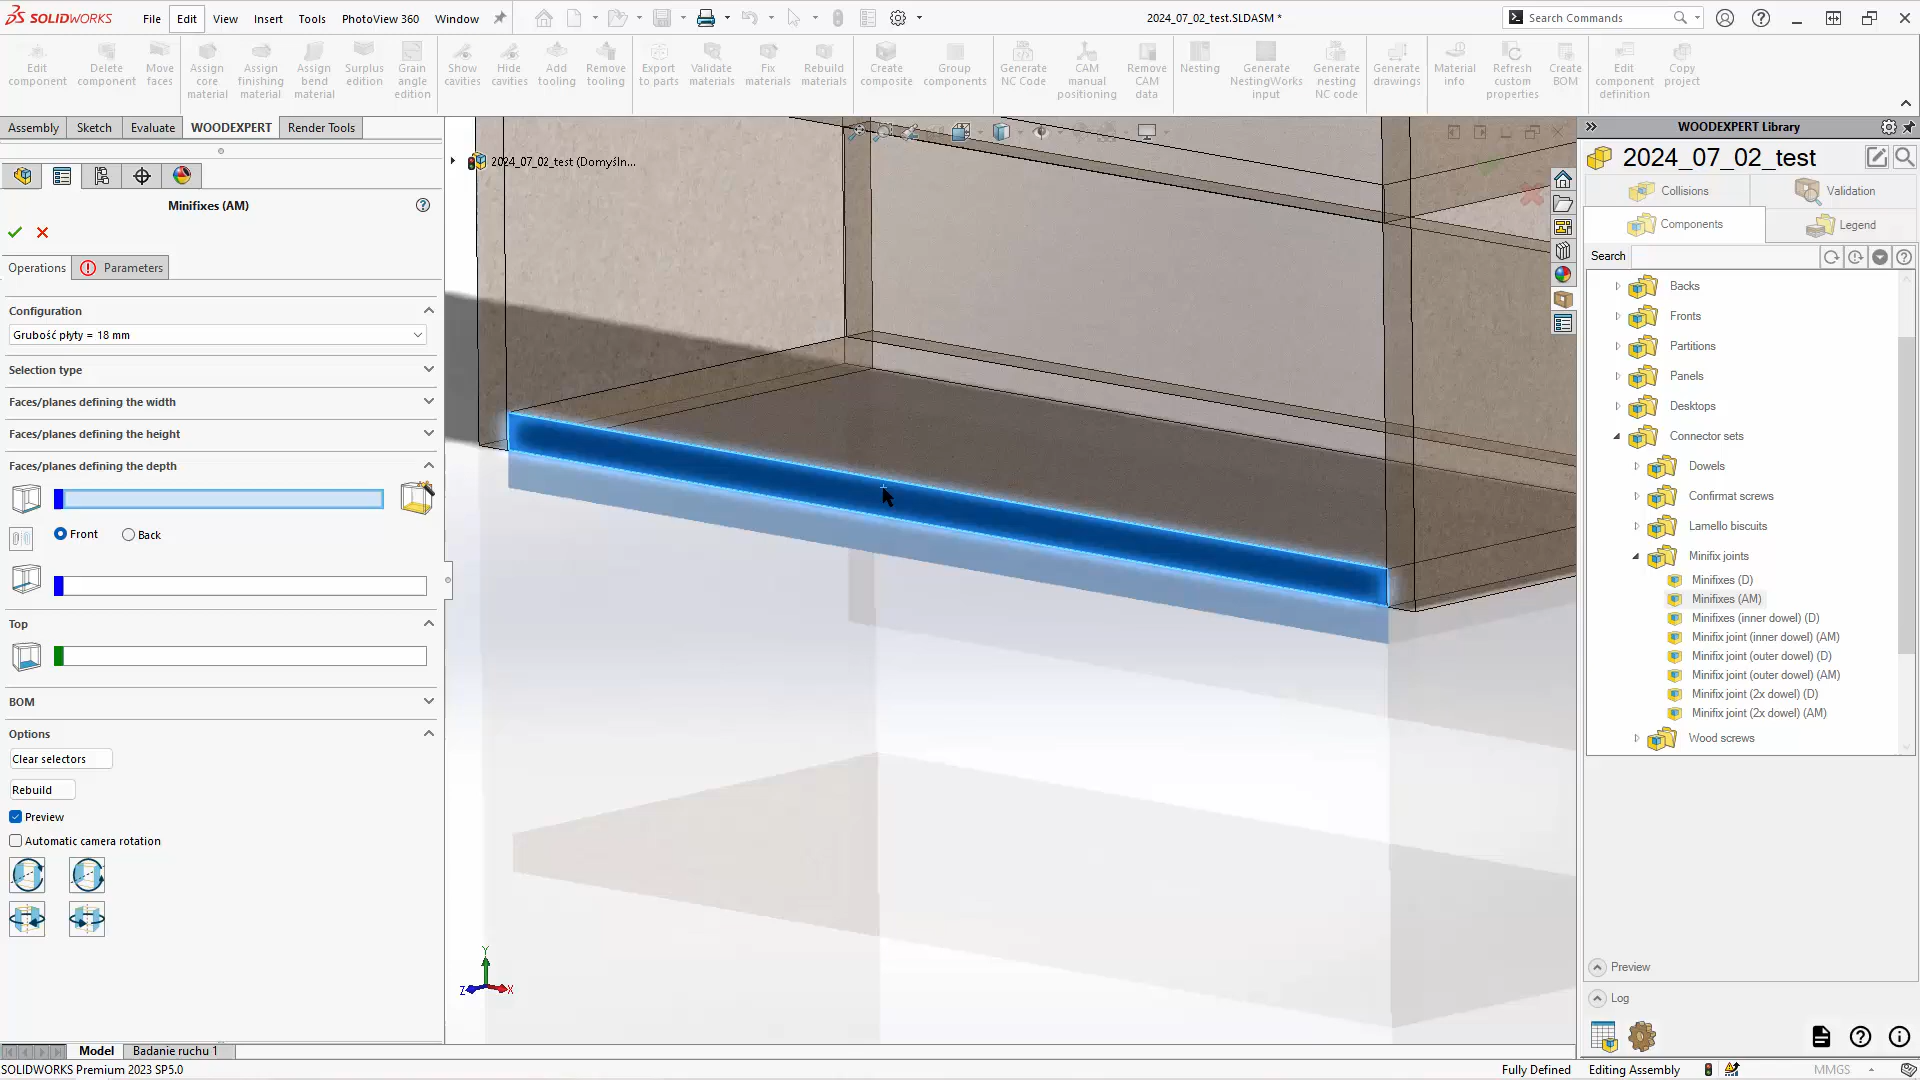 SOLIDWORKS
File
Edit
View
Insert
Tools
PhotoView 360
Window
2024_07_02_test.SLDASM *
Search Commands
Edit component
Delete component
Move faces
Assign core material
Assign finishing material
Assign bend material
Surplus edition
Grain angle edition
Show cavities
Hide cavities
Add tooling
Remove tooling
Export to parts
Validate materials
Fix materials
Rebuild materials
Create composite
Group components
Generate NC Code
CAM manual positioning
Remove CAM data
Nesting
Generate NestingWorks input
Generate nesting NC code
Generate drawings
Material info
Refresh custom properties
Create BOM
Edit component definition
Copy project
Assembly
Sketch
Evaluate
WOODEXPERT
Render Tools
Minifixes (AM)
Operations
Parameters
Configuration
Grubość płyty = 18 mm
Selection type
Faces/planes defining the width
Faces/planes defining the height
Faces/planes defining the depth
Front
Back
Top
BOM
Options
Clear selectors
Rebuild
Preview
Automatic camera rotation
2024_07_02_test (Domyśln...
Y
Z
X
WOODEXPERT Library
2024_07_02_test
Collisions
Validation
Components
Legend
Search
Backs
Fronts
Partitions
Panels
Desktops
Connector sets
Dowels
Confirmat screws
Lamello biscuits
Minifix joints
Minifixes (D)
Minifixes (AM)
Minifixes (inner dowel) (D)
Minifix joint (inner dowel) (AM)
Minifix joint (outer dowel) (D)
Minifix joint (outer dowel) (AM)
Minifix joint (2x dowel) (D)
Minifix joint (2x dowel) (AM)
Wood screws
Preview
Log
Model
Badanie ruchu 1
SOLIDWORKS Premium 2023 SP5.0
Fully Defined
Editing Assembly
MMGS